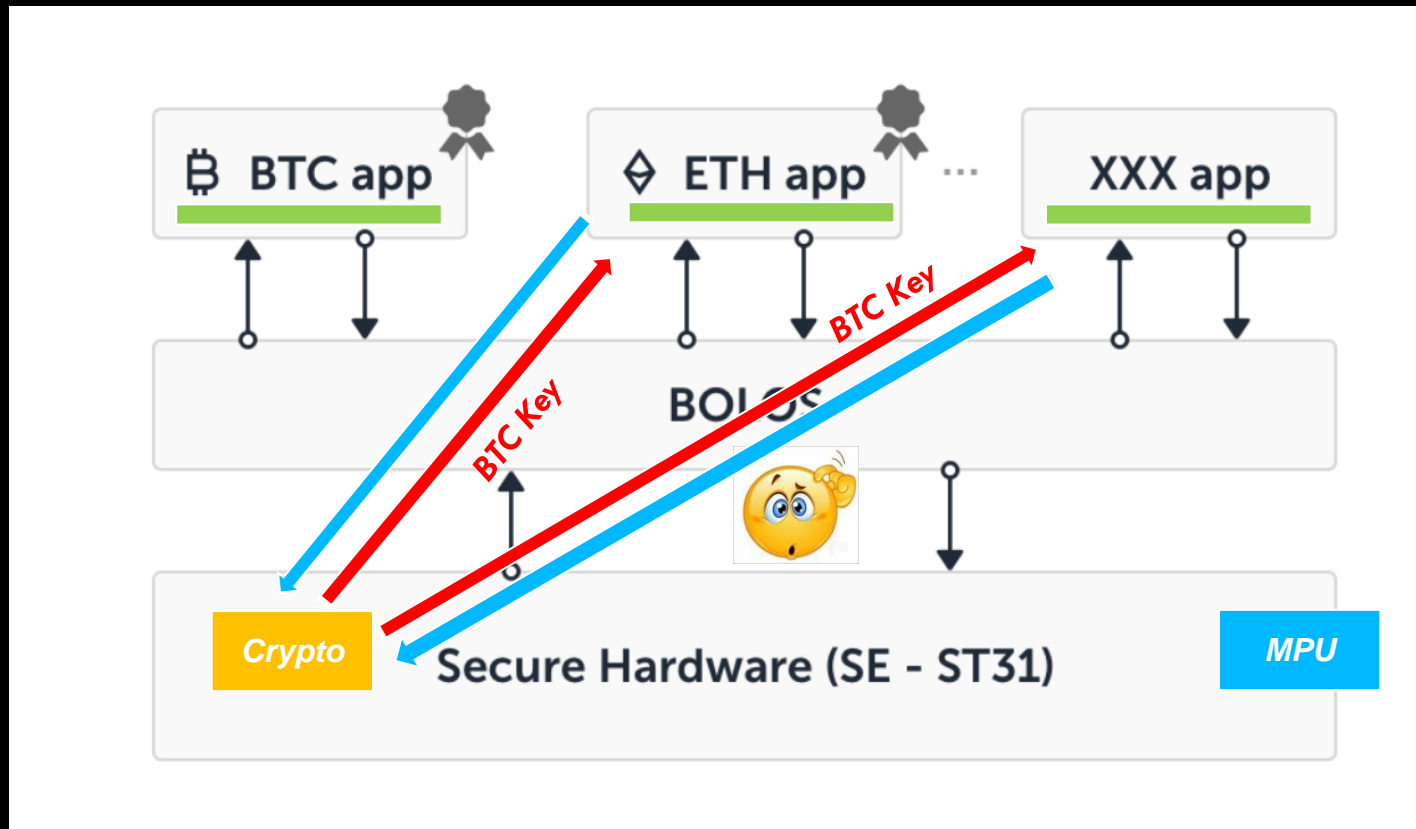 BTC app
ETH app
...
XXX app
BTC Key
BTC Key
BOLOS
Crypto
Secure Hardware (SE - ST31)
MPU